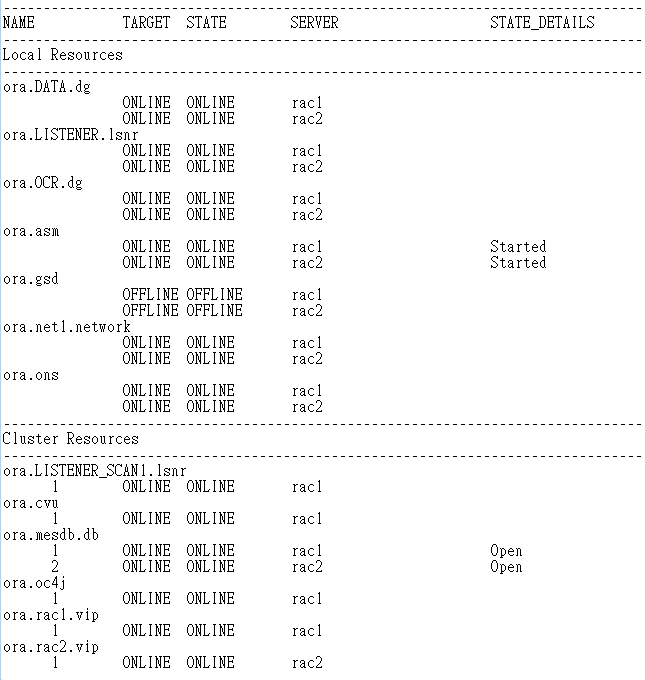 --------------------------------------------------------------------------------
NAME           TARGET  STATE        SERVER                   STATE_DETAILS
--------------------------------------------------------------------------------
Local Resources
--------------------------------------------------------------------------------
ora.DATA.dg
               ONLINE  ONLINE       rac1
               ONLINE  ONLINE       rac2
ora.LISTENER.lsnr
               ONLINE  ONLINE       rac1
               ONLINE  ONLINE       rac2
ora.OCR.dg
               ONLINE  ONLINE       rac1
               ONLINE  ONLINE       rac2
ora.asm
               ONLINE  ONLINE       rac1                     Started
               ONLINE  ONLINE       rac2                     Started
ora.gsd
               OFFLINE OFFLINE      rac1
               OFFLINE OFFLINE      rac2
ora.net1.network
               ONLINE  ONLINE       rac1
               ONLINE  ONLINE       rac2
ora.ons
               ONLINE  ONLINE       rac1
               ONLINE  ONLINE       rac2
--------------------------------------------------------------------------------
Cluster Resources
--------------------------------------------------------------------------------
ora.LISTENER_SCAN1.lsnr
      1        ONLINE  ONLINE       rac1
ora.cvu
      1        ONLINE  ONLINE       rac1
ora.mesdb.db
      1        ONLINE  ONLINE       rac1                     Open
      2        ONLINE  ONLINE       rac2                     Open
ora.oc4j
      1        ONLINE  ONLINE       rac1
ora.rac1.vip
      1        ONLINE  ONLINE       rac1
ora.rac2.vip
      1        ONLINE  ONLINE       rac2